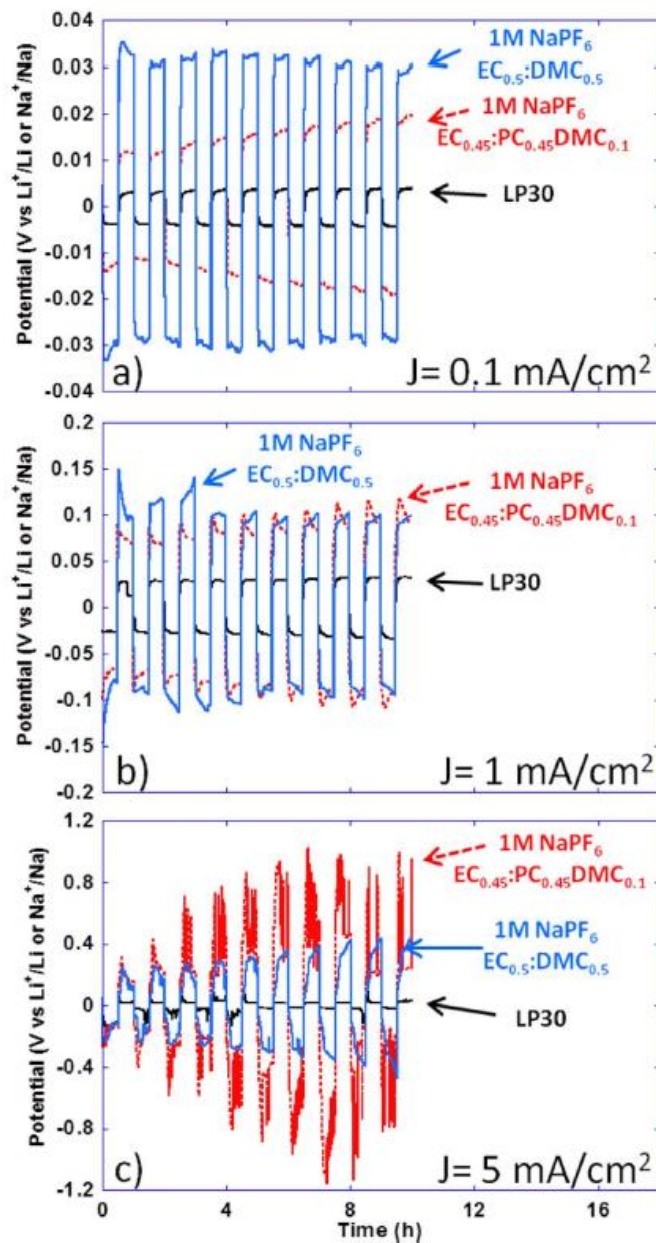 0.04
0.03
0.02
0.01
0
-0.01
-0.02
-0.03
-0.04
Potential (V vs Li⁺/Li or Na⁺/Na)
1M NaPF₆
EC₀.₅:DMC₀.₅
1M NaPF₆
EC₀.₄₅:PC₀.₄₅DMC₀.₁
LP30
a)
J= 0.1 mA/cm²
0.2
0.15
0.1
0.05
0
-0.05
-0.1
-0.15
-0.2
Potential (V vs Li⁺/Li or Na⁺/Na)
1M NaPF₆
EC₀.₅:DMC₀.₅
1M NaPF₆
EC₀.₄₅:PC₀.₄₅DMC₀.₁
LP30
b)
J= 1 mA/cm²
1.2
0.8
0.4
0
-0.4
-0.8
-1.2
Potential (V vs Li⁺/Li or Na⁺/Na)
1M NaPF₆
EC₀.₄₅:PC₀.₄₅DMC₀.₁
1M NaPF₆
EC₀.₅:DMC₀.₅
LP30
c)
J= 5 mA/cm²
0 4 8 12 16
Time (h)